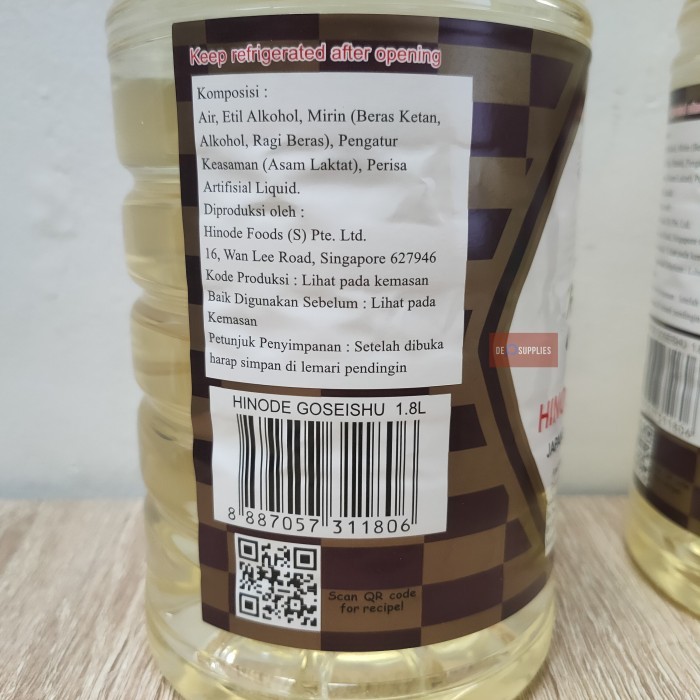 Keep refrigerated after opening
Komposisi :
Air, Etil Alkohol, Mirin (Beras Ketan,
Alkohol, Ragi Beras), Pengatur
Keasaman (Asam Laktat), Perisa
Artifisial Liquid.
Diproduksi oleh :
Hinode Foods (S) Pte. Ltd.
16, Wan Lee Road, Singapore 627946
Kode Produksi : Lihat pada kemasan
Baik Digunakan Sebelum : Lihat pada
Kemasan
Petunjuk Penyimpanan : Setelah dibuka
harap simpan di lemari pendingin
HINODE GOSEISHU 1.8L
8 887057 311806
Scan QR code
for recipe!
DE SUPPLIES